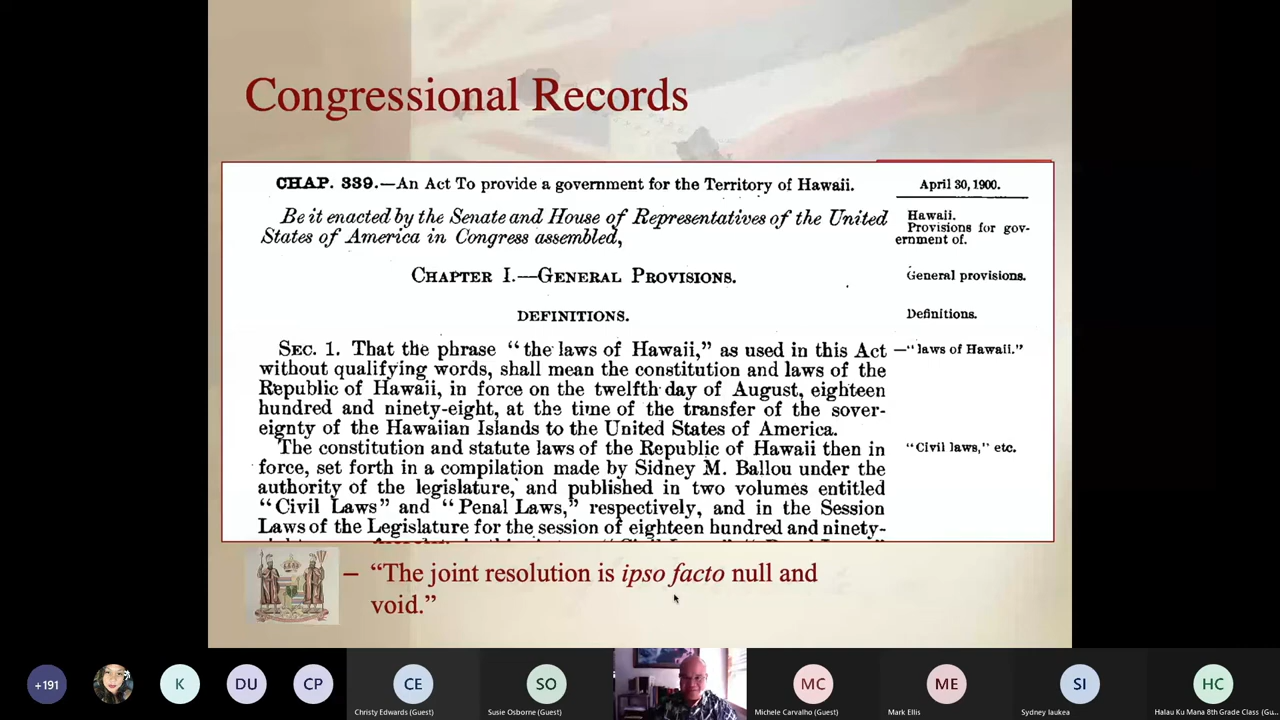 Congressional Records
CHAP. 339.—An Act To provide a government for the Territory of Hawaii.
April 30, 1900.
Be it enacted by the Senate and House of Representatives of the United
States of America in Congress assembled,
Hawaii.
Provisions for gov-
ernment of.
CHAPTER I.—GENERAL PROVISIONS.
General provisions.
DEFINITIONS.
Definitions.
SEC. 1. That the phrase “the laws of Hawaii,” as used in this Act
—“laws of Hawaii.”
without qualifying words, shall mean the constitution and laws of the
Republic of Hawaii, in force on the twelfth day of August, eighteen
hundred and ninety-eight, at the time of the transfer of the sover-
eignty of the Hawaiian Islands to the United States of America.
The constitution and statute laws of the Republic of Hawaii then in
“Civil laws,” etc.
force, set forth in a compilation made by Sidney M. Ballou under the
authority of the legislature, and published in two volumes entitled
“Civil Laws” and “Penal Laws,” respectively, and in the Session
Laws of the Legislature for the session of eighteen hundred and ninety-
– “The joint resolution is ipso facto null and
void.”
+191
K
DU
CP
CE
SO
MC
ME
SI
HC
Christy Edwards (Guest)
Susie Osborne (Guest)
Michele Carvalho (Guest)
Mark Ellis
Sydney Iaukea
Halau Ku Mana 8th Grade Class (Gu...